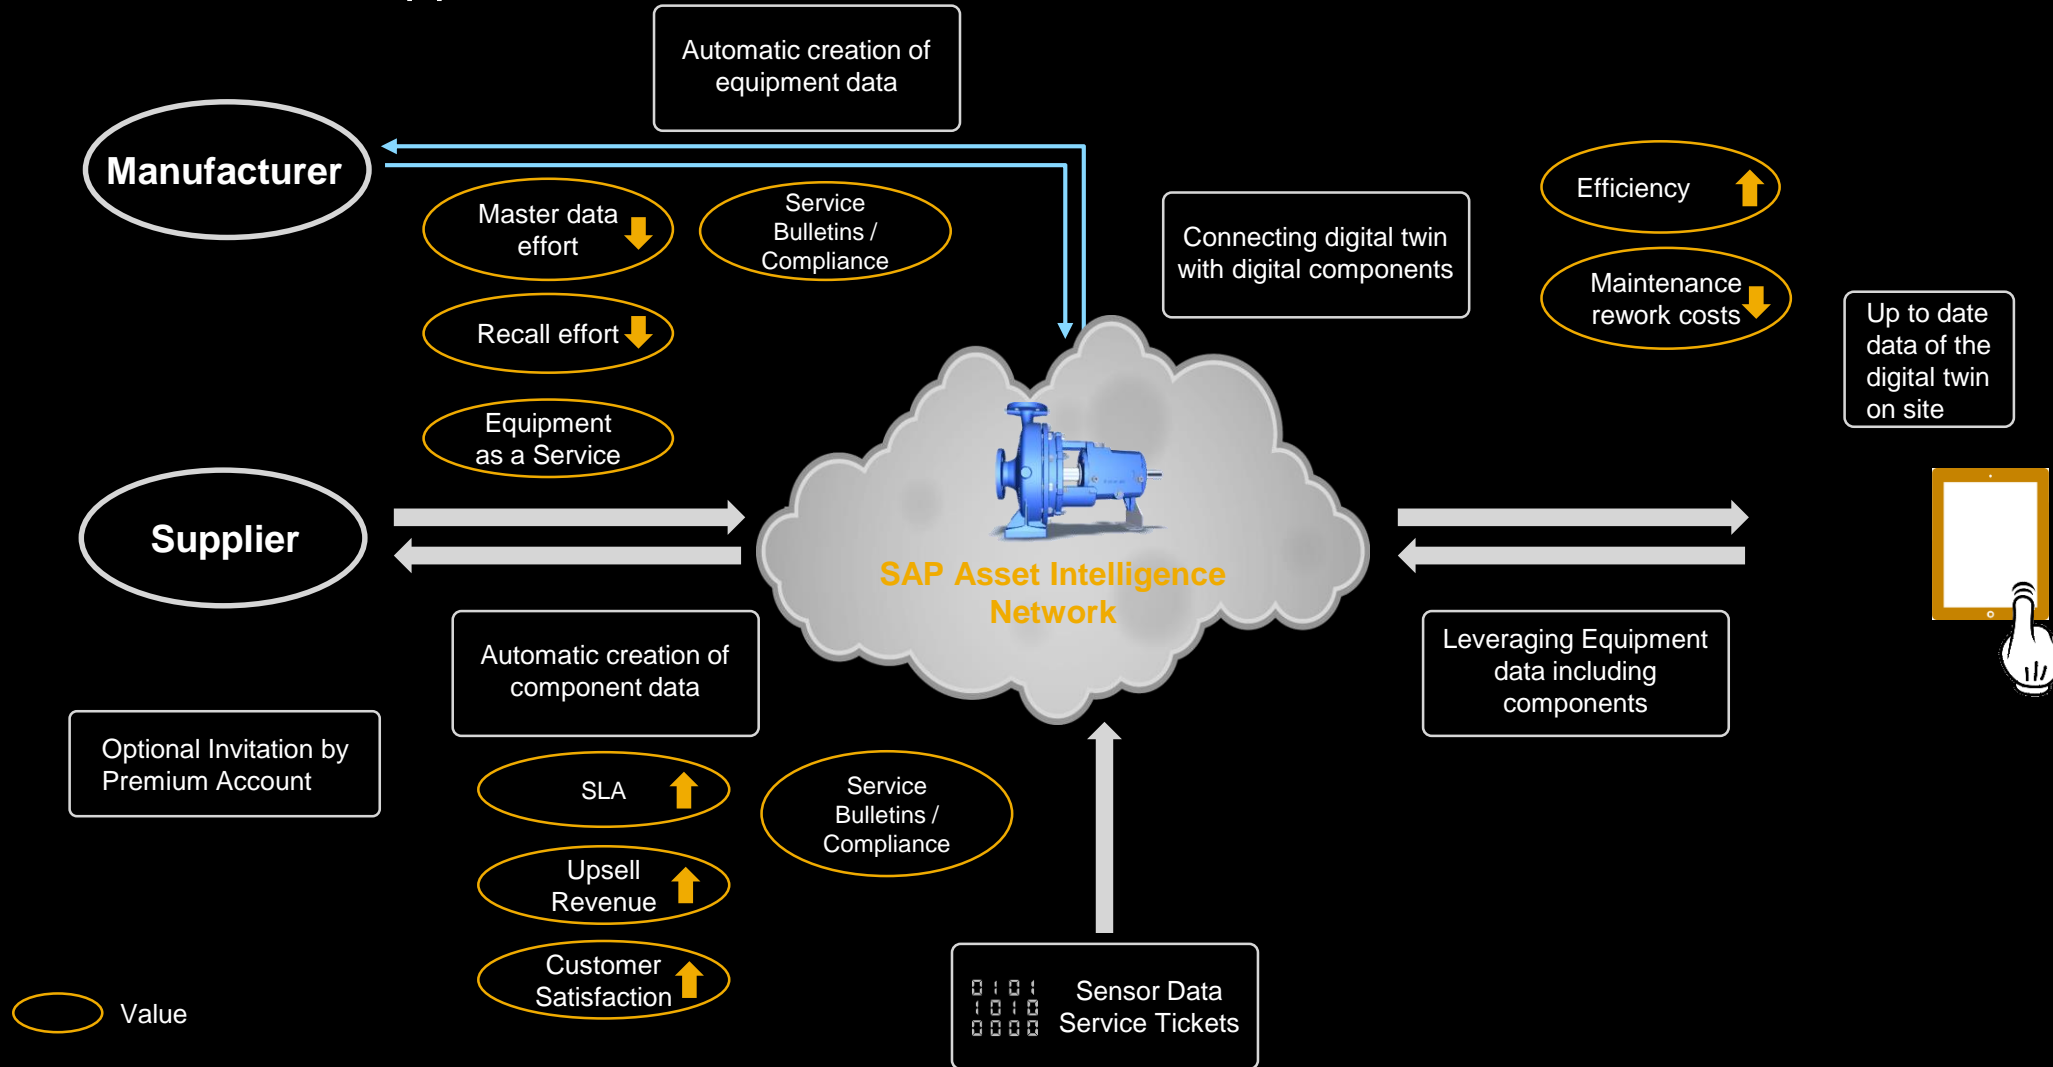 Automatic creation of
equipment data
Manufacturer
Master data
effort
Service
Bulletins /
Compliance
Efficiency
Connecting digital twin
with digital components
Maintenance
rework costs
Recall effort
Up to date
data of the
digital twin
on site
Equipment
as a Service
Supplier
SAP Asset Intelligence
Network
Automatic creation of
component data
Leveraging Equipment
data including
components
Optional Invitation by
Premium Account
SLA
Service
Bulletins /
Compliance
Upsell
Revenue
Customer
Satisfaction
0101
1010
0000
Sensor Data
Service Tickets
Value